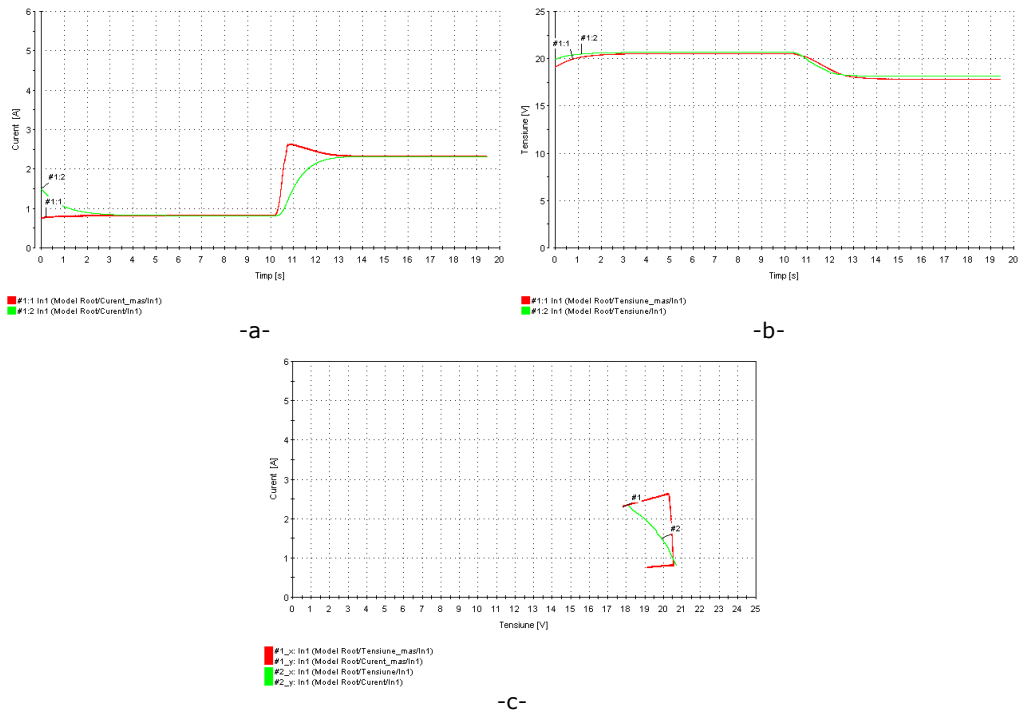 6
5
4
3
2
1
0
Curent [A]
#1:2
#1:1
0 1 2 3 4 5 6 7 8 9 10 11 12 13 14 15 16 17 18 19 20
Timp [s]
#1:1 In1 (Model Root/Curent_mas/In1)
#1:2 In1 (Model Root/Curent/In1)
-a-
25
20
15
10
5
0
Tensiune [V]
#1:1
#1:2
0 1 2 3 4 5 6 7 8 9 10 11 12 13 14 15 16 17 18 19 20
Timp [s]
#1:1 In1 (Model Root/Tensiune_mas/In1)
#1:2 In1 (Model Root/Tensiune/In1)
-b-
6
5
4
3
2
1
0
Curent [A]
#1
#2
0 1 2 3 4 5 6 7 8 9 10 11 12 13 14 15 16 17 18 19 20 21 22 23 24 25
Tensiune [V]
#1_x: In1 (Model Root/Tensiune_mas/In1)
#1_y: In1 (Model Root/Curent_mas/In1)
#2_x: In1 (Model Root/Tensiune/In1)
#2_y: In1 (Model Root/Curent/In1)
-c-